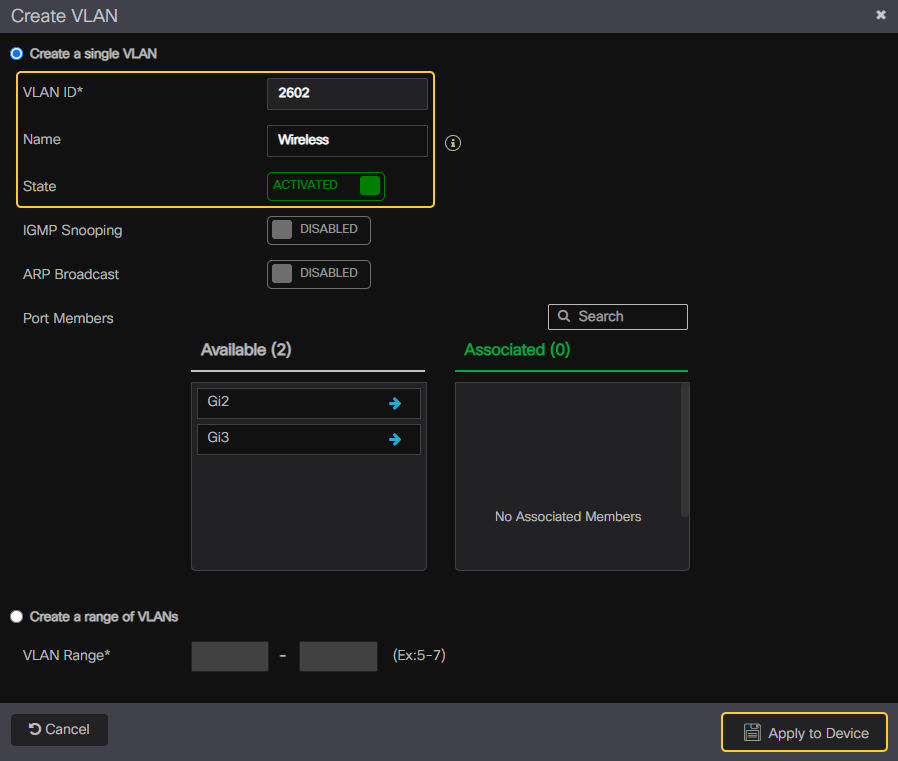 Create VLAN
Create a single VLAN
VLAN ID* 2602
Name Wireless
State ACTIVATED
IGMP Snooping DISABLED
ARP Broadcast DISABLED
Port Members Search
Available (2) Associated (0)
Gi2
Gi3
No Associated Members
Create a range of VLANs
VLAN Range* - (Ex:5-7)
Cancel Apply to Device